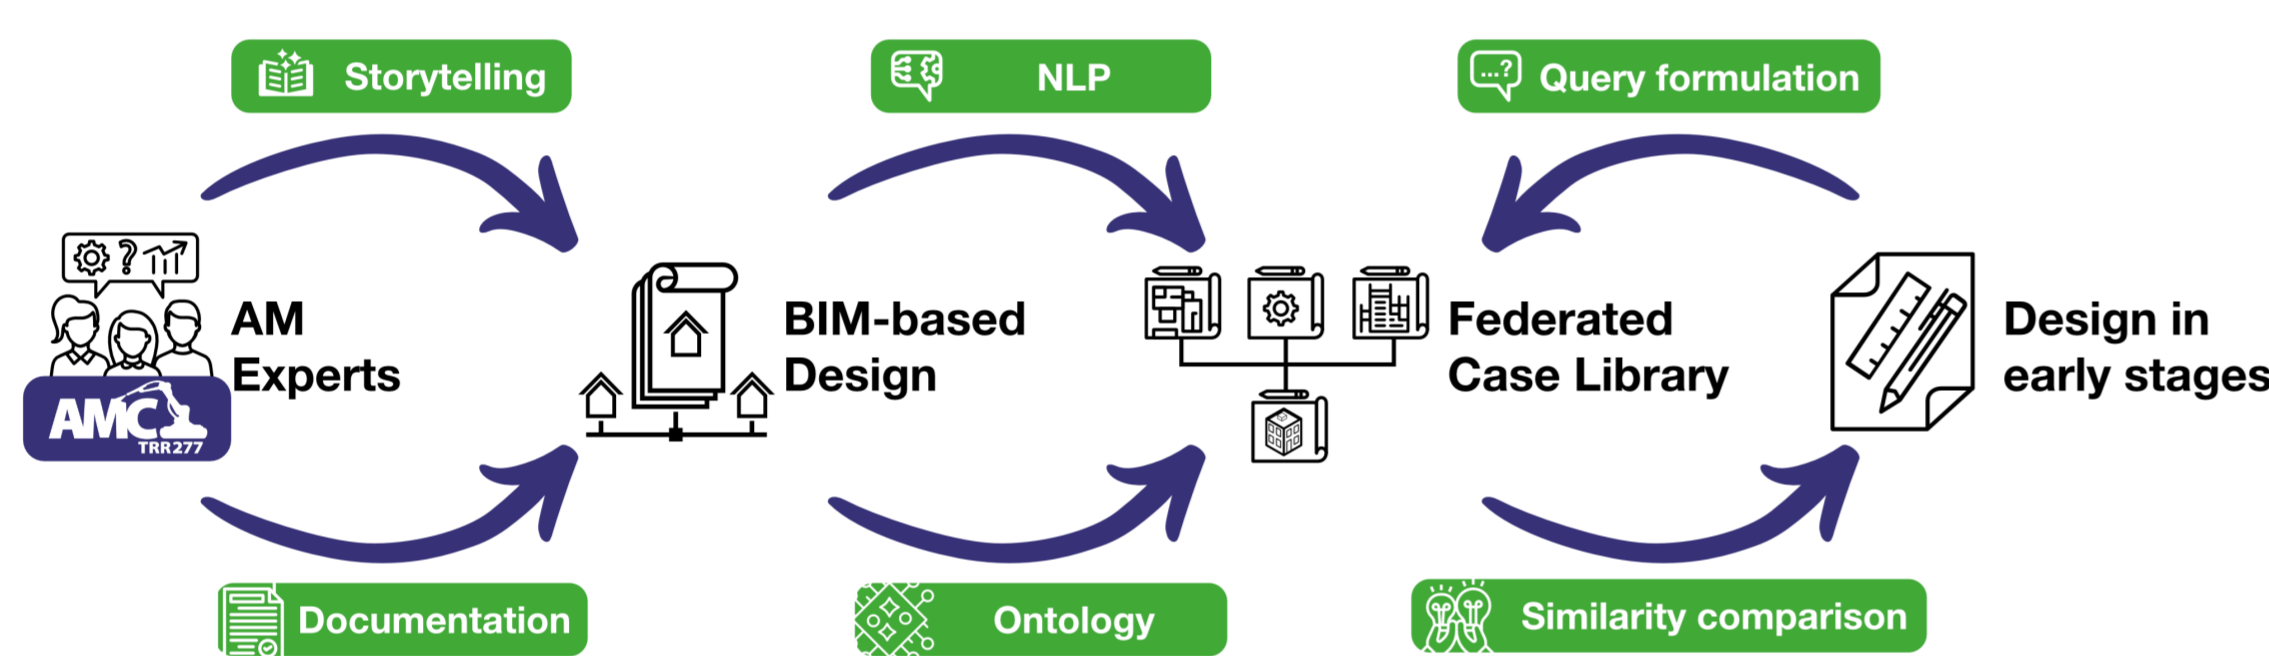 Storytelling
NLP
...?
Query formulation
?
AM
Experts
AMC
TRR277
BIM-based
Design
Federated
Case Library
Design in
early stages
Documentation
Ontology
Similarity comparison